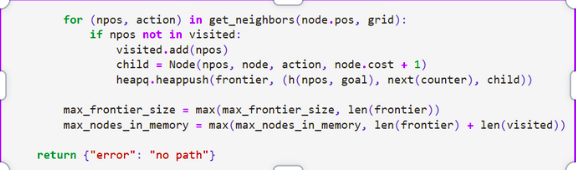 for (npos, action) in get_neighbors(node.pos, grid):
if npos not in visited:
visited.add(npos)
child = Node(npos, node, action, node.cost + 1)
heapq.heappush(frontier, (h(npos, goal), next(counter), child))
max_frontier_size = max(max_frontier_size, len(frontier))
max_nodes_in_memory = max(max_nodes_in_memory, len(frontier) + len(visited))
return {"error": "no path"}